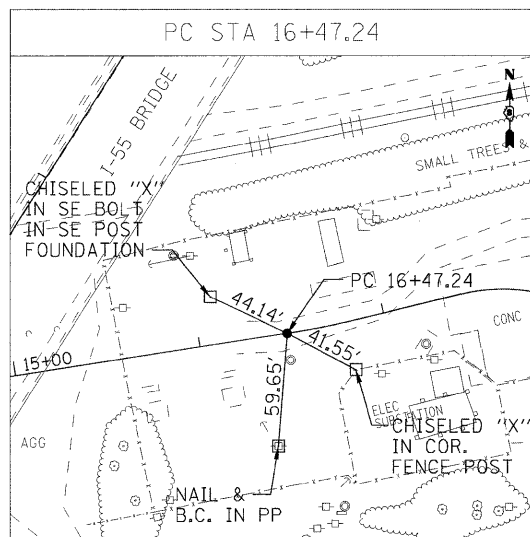 PC STA 16+47.24
I-55 BRIDGE
N
SMALL TREES &
CHISELED "X"
IN SE BOLT
IN SE POST
FOUNDATION
PC 16+47.24
44.14'
41.55'
59.65'
15+00
CONC
ELEC
SUBSTATION
CHISELED "X"
IN COR.
FENCE POST
AGG
NAIL &
B.C. IN PP